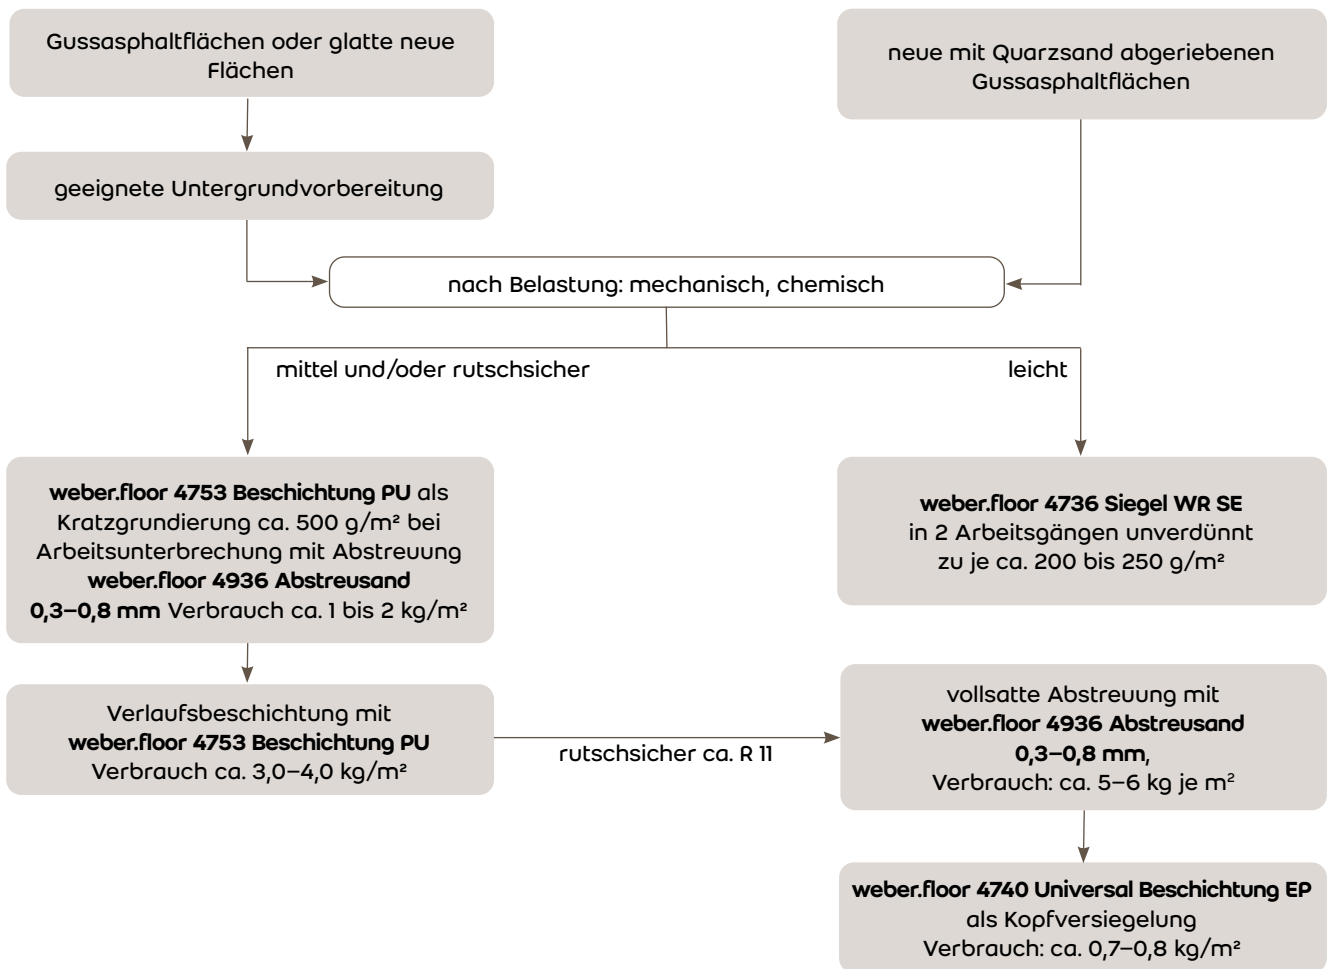 Gussasphaltflächen oder glatte neue
Flächen
neue mit Quarzsand abgeriebenen
Gussasphaltflächen
geeignete Untergrundvorbereitung
nach Belastung: mechanisch, chemisch
mittel und/oder rutschsicher
leicht
weber.floor 4753 Beschichtung PU als
Kratzgrundierung ca. 500 g/m² bei
Arbeitsunterbrechung mit Abstreuung
weber.floor 4936 Abstreusand
0,3–0,8 mm Verbrauch ca. 1 bis 2 kg/m²
weber.floor 4736 Siegel WR SE
in 2 Arbeitsgängen unverdünnt
zu je ca. 200 bis 250 g/m²
Verlaufsbeschichtung mit
weber.floor 4753 Beschichtung PU
Verbrauch ca. 3,0–4,0 kg/m²
rutschsicher ca. R 11
vollsatte Abstreuung mit
weber.floor 4936 Abstreusand
0,3–0,8 mm,
Verbrauch: ca. 5–6 kg je m²
weber.floor 4740 Universal Beschichtung EP
als Kopfversiegelung
Verbrauch: ca. 0,7–0,8 kg/m²